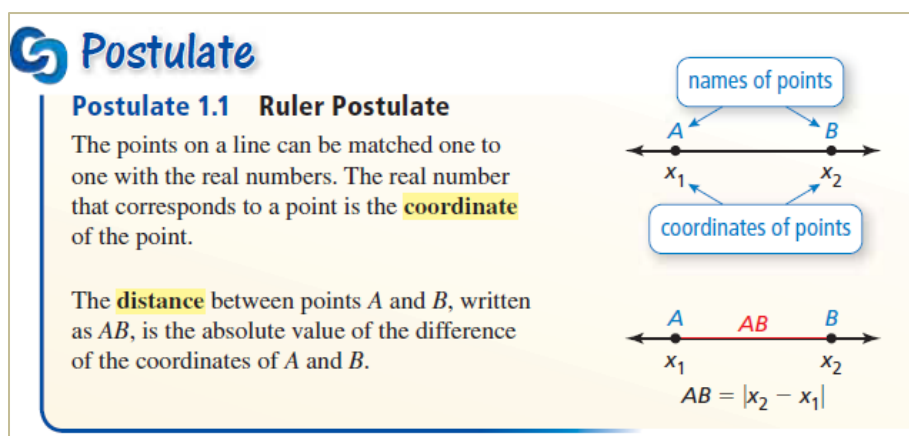 Postulate
Postulate 1.1 Ruler Postulate
The points on a line can be matched one to
one with the real numbers. The real number
that corresponds to a point is the coordinate
of the point.
names of points
A B
x₁ x₂
coordinates of points
The distance between points A and B, written
as AB, is the absolute value of the difference
of the coordinates of A and B.
A AB B
x₁ x₂
AB = |x₂ − x₁|